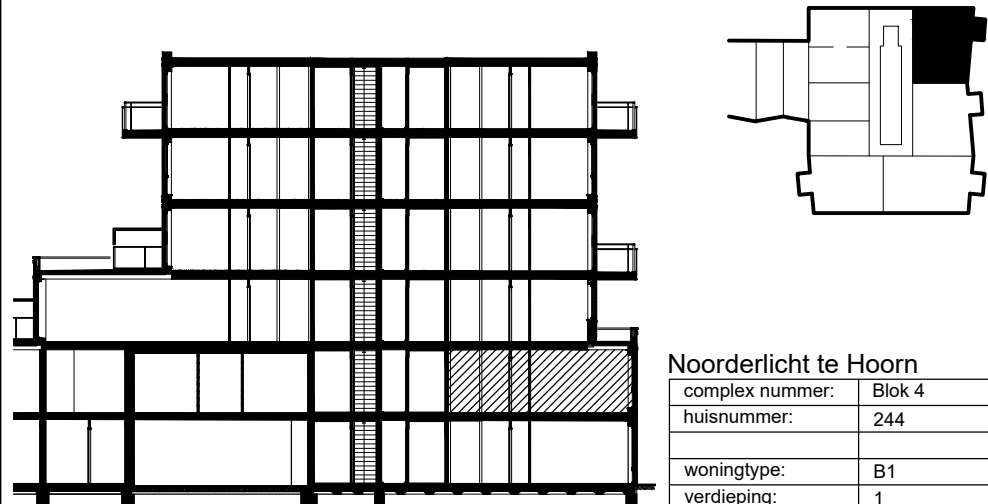 Noorderlicht te Hoorn
complex nummer: Blok 4
huisnummer: 244
woningtype: B1
verdieping: 1